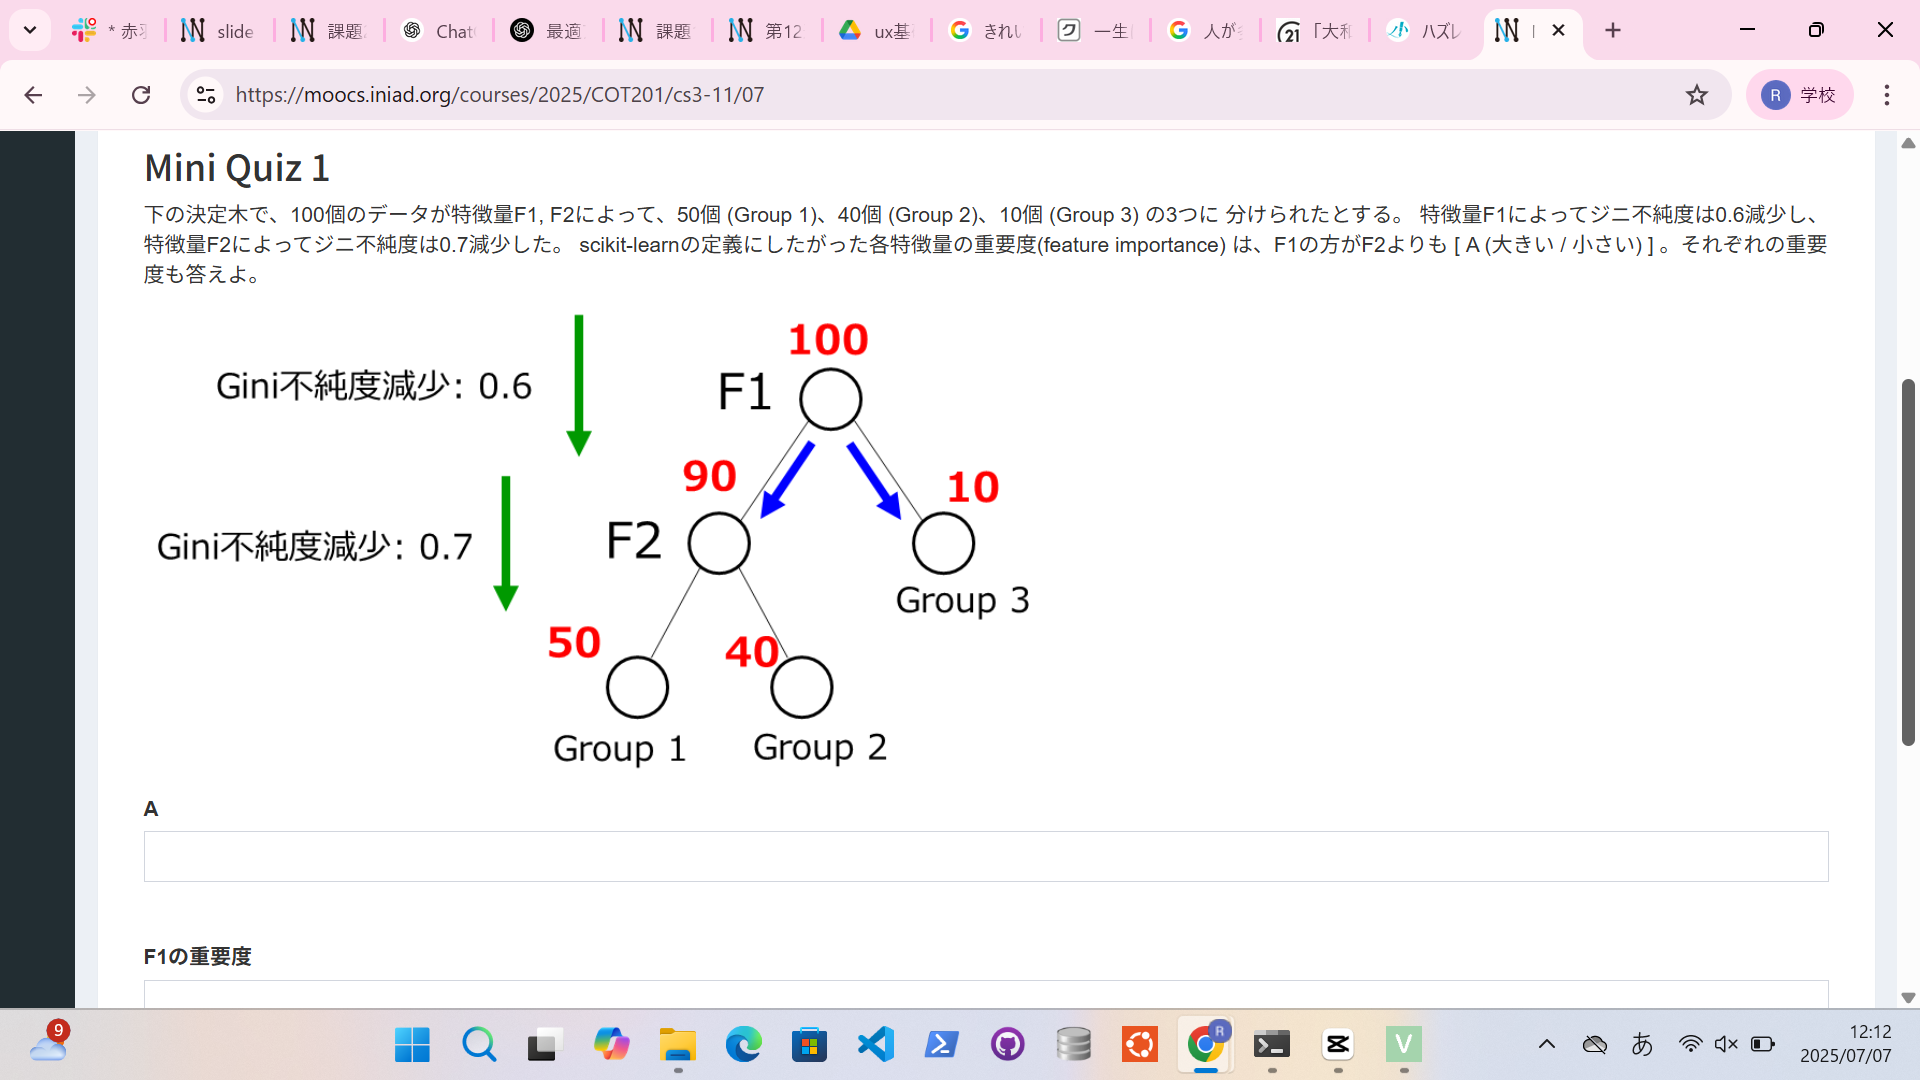 * 赤羽
slide
課題
Chat
最適
課題
第12
ux基
きれい
一生
人が
「大和
ハズレ
https://moocs.iniad.org/courses/2025/COT201/cs3-11/07
R 学校
Mini Quiz 1
下の決定木で、100個のデータが特徴量F1, F2によって、50個 (Group 1)、40個 (Group 2)、10個 (Group 3) の3つに 分けられたとする。 特徴量F1によってジニ不純度は0.6減少し、
特徴量F2によってジニ不純度は0.7減少した。 scikit-learnの定義にしたがった各特徴量の重要度(feature importance) は、F1の方がF2よりも [ A (大きい / 小さい) ] 。それぞれの重要
度も答えよ。
100
Gini不純度減少: 0.6
F1
90
10
Gini不純度減少: 0.7
F2
Group 3
50
40
Group 1
Group 2
A
F1の重要度
9
R
V
あ
12:12
2025/07/07